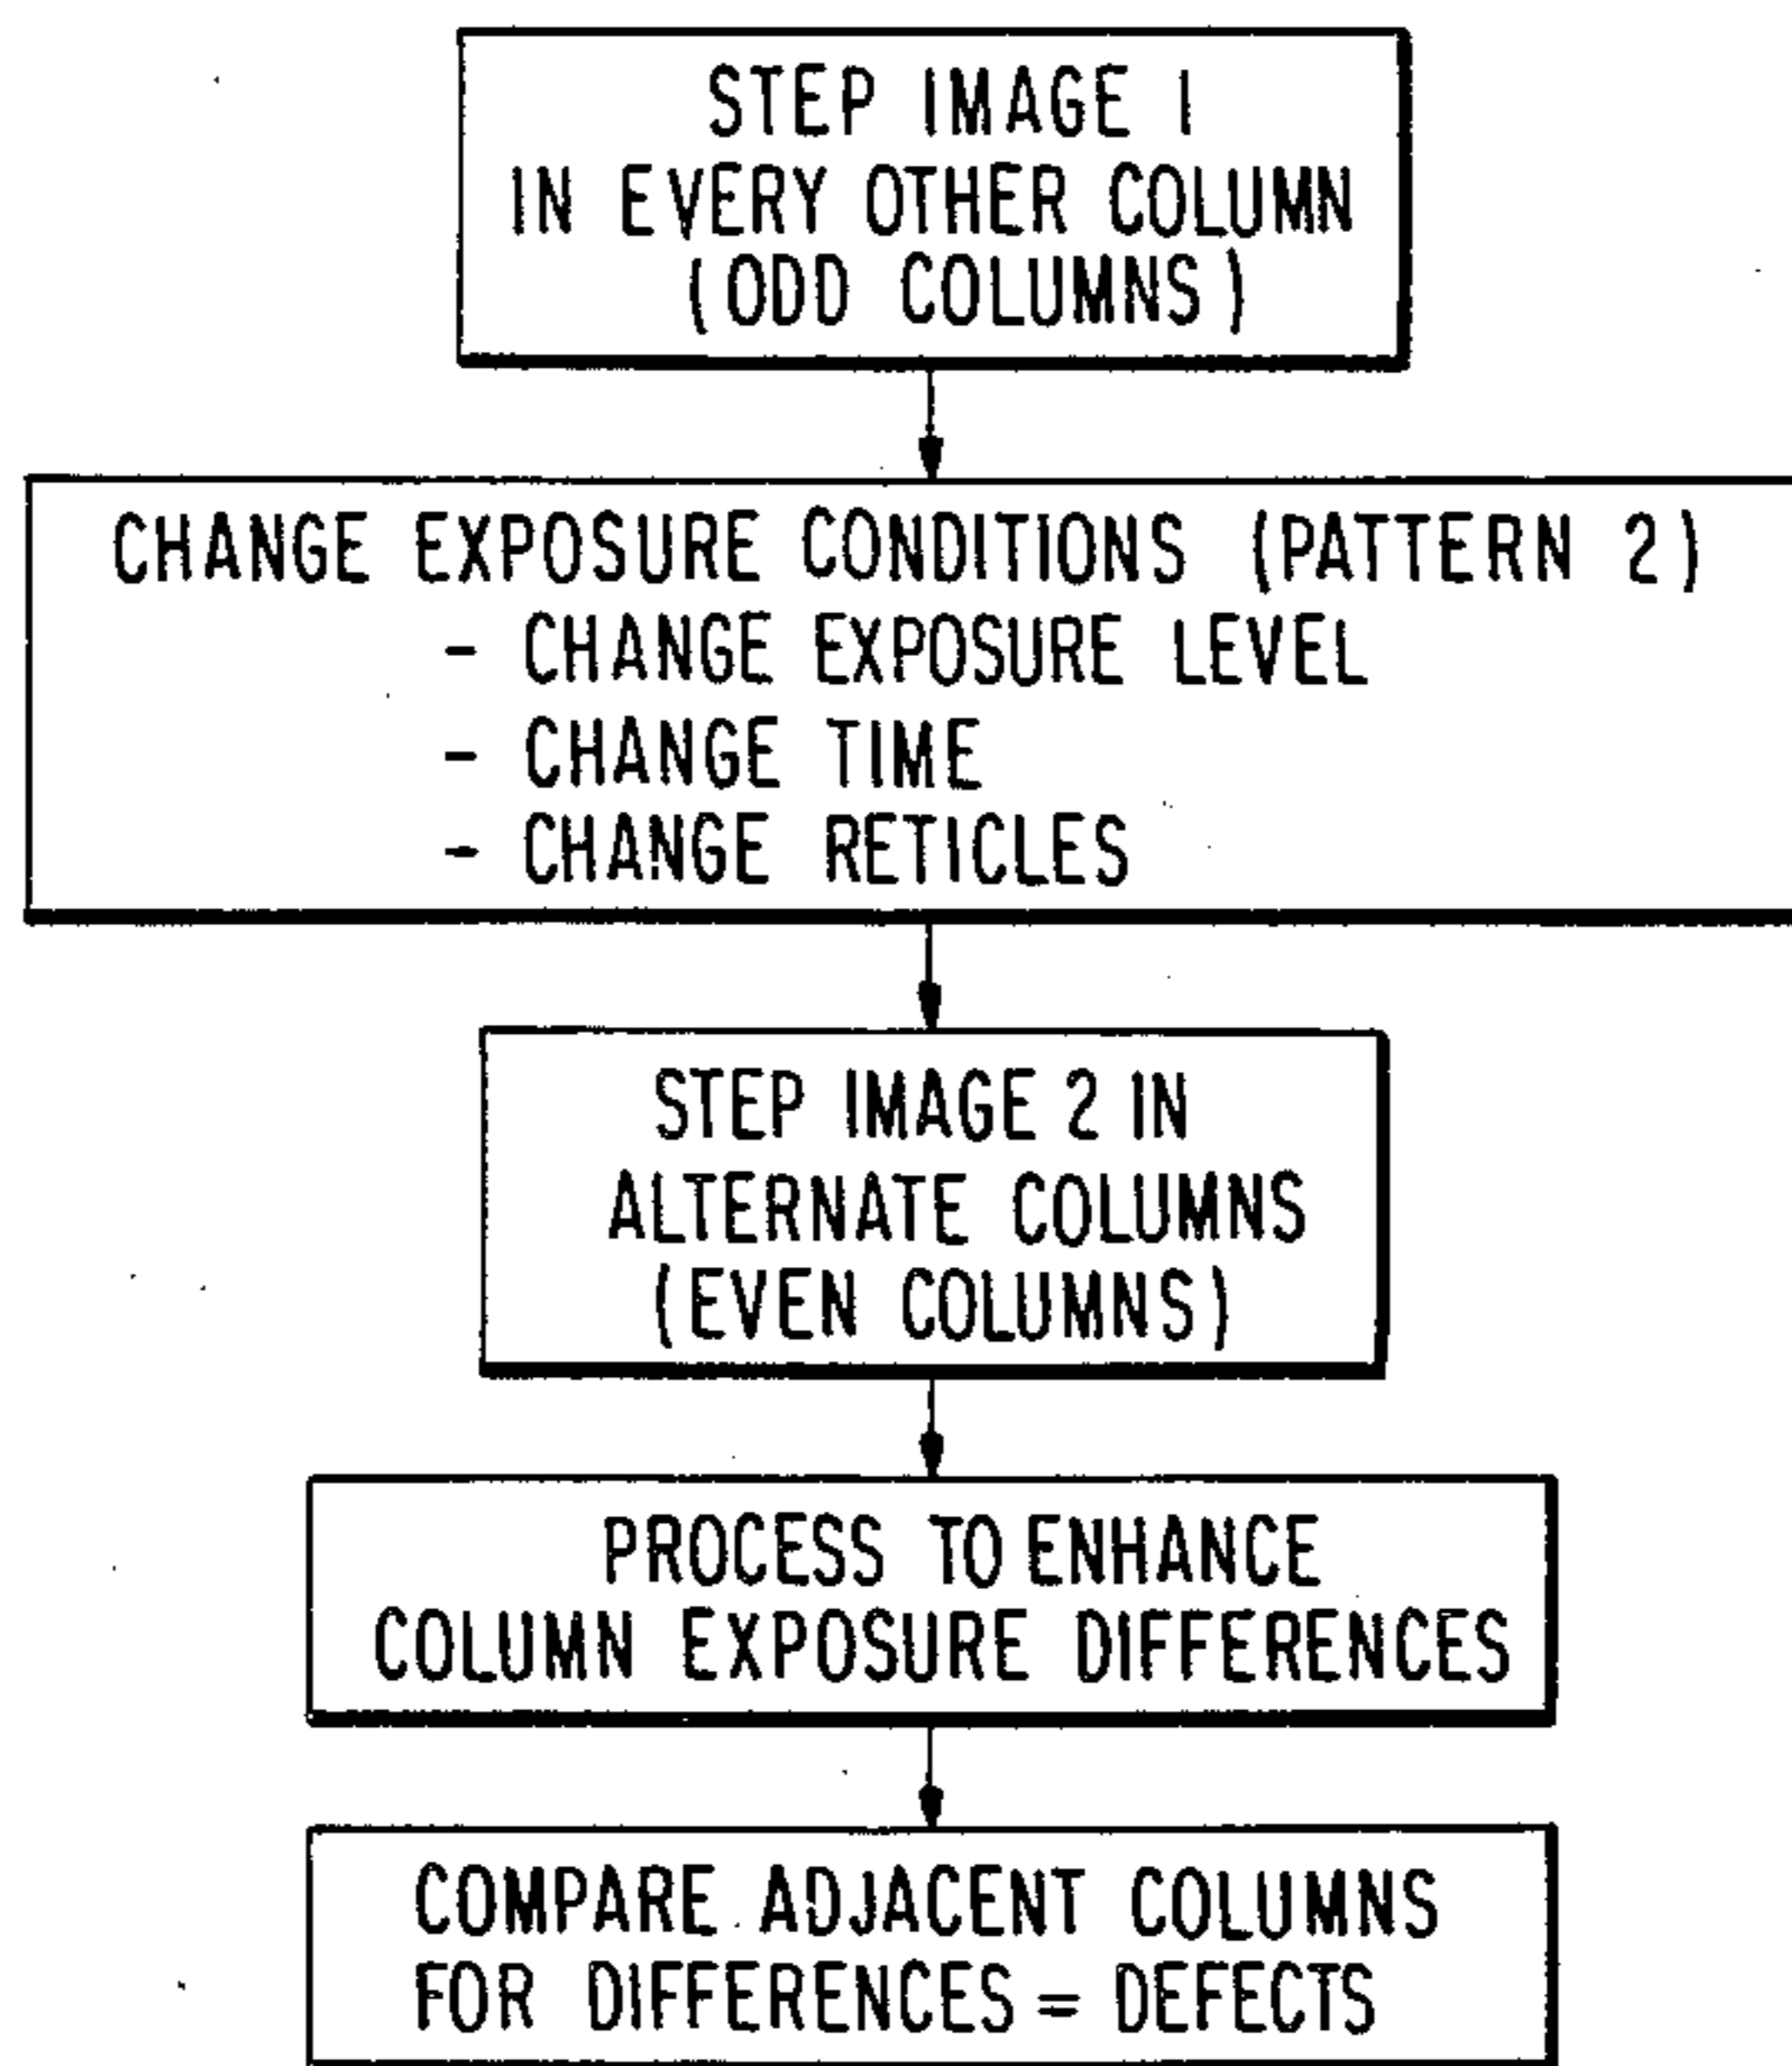 STEP IMAGE 1
IN EVERY OTHER COLUMN
(ODD COLUMNS)
CHANGE EXPOSURE CONDITIONS (PATTERN 2)
- CHANGE EXPOSURE LEVEL
- CHANGE TIME
- CHANGE RETICLES
STEP IMAGE 2 IN
ALTERNATE COLUMNS
(EVEN COLUMNS)
PROCESS TO ENHANCE
COLUMN EXPOSURE DIFFERENCES
COMPARE ADJACENT COLUMNS
FOR DIFFERENCES = DEFECTS